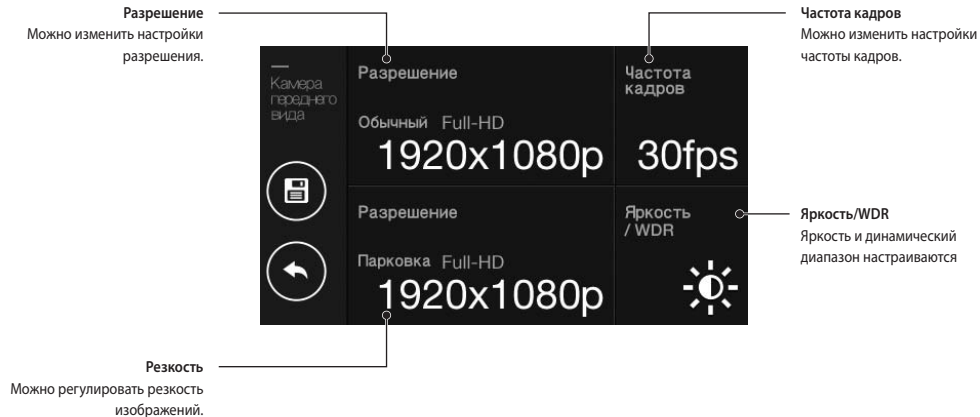 Разрешение
Можно изменить настройки
разрешения.
Частота кадров
Можно изменить настройки
частоты кадров.
Камера
переднего
вида
Разрешение
Обычный Full-HD
1920x1080p
Частота
кадров
30fps
Разрешение
Парковка Full-HD
1920x1080p
Яркость
/ WDR
Яркость/WDR
Яркость и динамический
диапазон настраиваются
Резкость
Можно регулировать резкость
изображений.